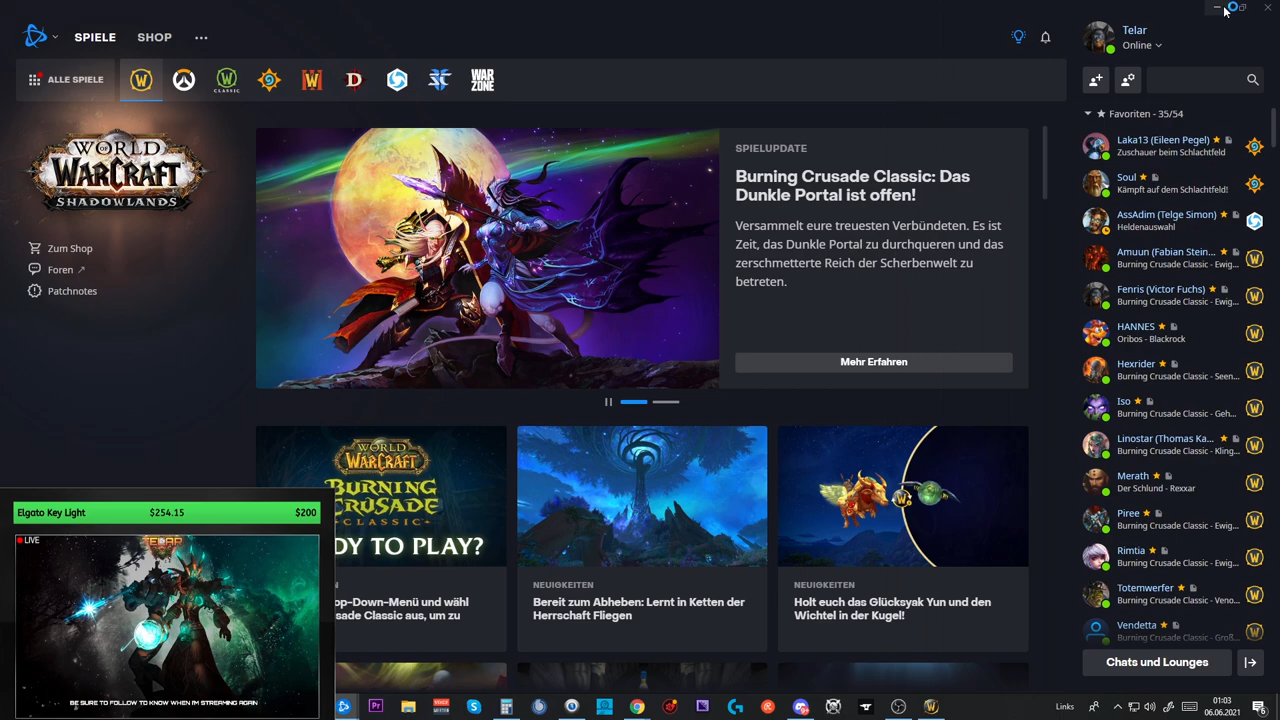 SPIELE
SHOP
...
Telar
Online
ALLE SPIELE
CLASSIC
WAR
ZONE
Favoriten - 35/54
WORLD
OF
WARCRAFT
SHADOWLANDS
Zum Shop
Foren
Patchnotes
SPIELUPDATE
Burning Crusade Classic: Das
Dunkle Portal ist offen!
Versammelt eure treuesten Verbündeten. Es ist
Zeit, das Dunkle Portal zu durchqueren und das
zerschmetterte Reich der Scherbenwelt zu
betreten.
Mehr Erfahren
WORLD
OF
WARCRAFT
BURNING
CRUSADE
CLASSIC
DY TO PLAY?
op-Down-Menü und wähl
sade Classic aus, um zu
NEUIGKEITEN
Bereit zum Abheben: Lernt in Ketten der
Herrschaft Fliegen
NEUIGKEITEN
Holt euch das Glücksyak Yun und den
Wichtel in der Kugel!
Laka13 (Eileen Pegel)
Zuschauer beim Schlachtfeld
Soul
Kämpft auf dem Schlachtfeld!
AssAdim (Telge Simon)
Heldenauswahl
Amuun (Fabian Stein...
Burning Crusade Classic - Ewig...
Fenris (Victor Fuchs)
Burning Crusade Classic - Ewig...
HANNES
Oribos - Blackrock
Hexrider
Burning Crusade Classic - Seen...
Iso
Burning Crusade Classic - Geh...
Linostar (Thomas Ka...
Burning Crusade Classic - Kling...
Merath
Der Schlund - Rexxar
Piree
Burning Crusade Classic - Ewig...
Rimtia
Burning Crusade Classic - Ewig...
Totemwerfer
Burning Crusade Classic - Veno...
Vendetta
Burning Crusade Classic - Groß...
Chats und Lounges
Elgato Key Light $254.15 $200
LIVE
TELAR
BE SURE TO FOLLOW TO KNOW WHEN I'M STREAMING AGAIN
Links
01:03
06.06.2021